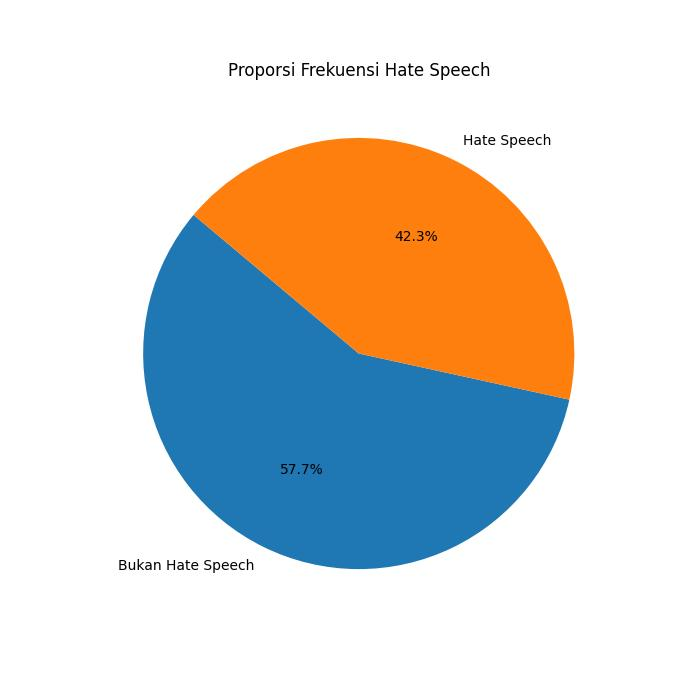 Proporsi Frekuensi Hate Speech
Hate Speech
42.3%
57.7%
Bukan Hate Speech